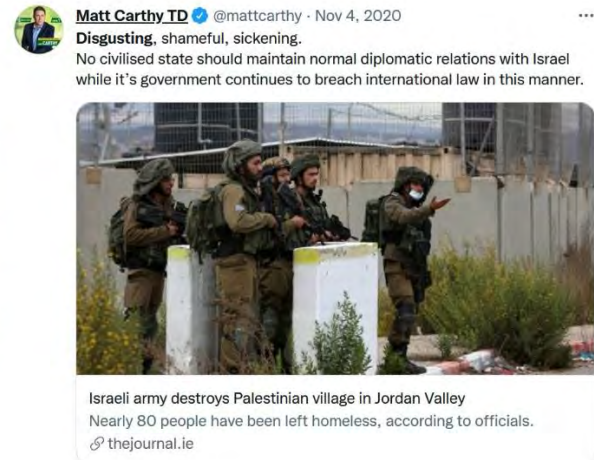 Matt Carthy TD @mattcarthy · Nov 4, 2020
Disgusting, shameful, sickening.
No civilised state should maintain normal diplomatic relations with Israel
while it's government continues to breach international law in this manner.
Israeli army destroys Palestinian village in Jordan Valley
Nearly 80 people have been left homeless, according to officials.
thejournal.ie